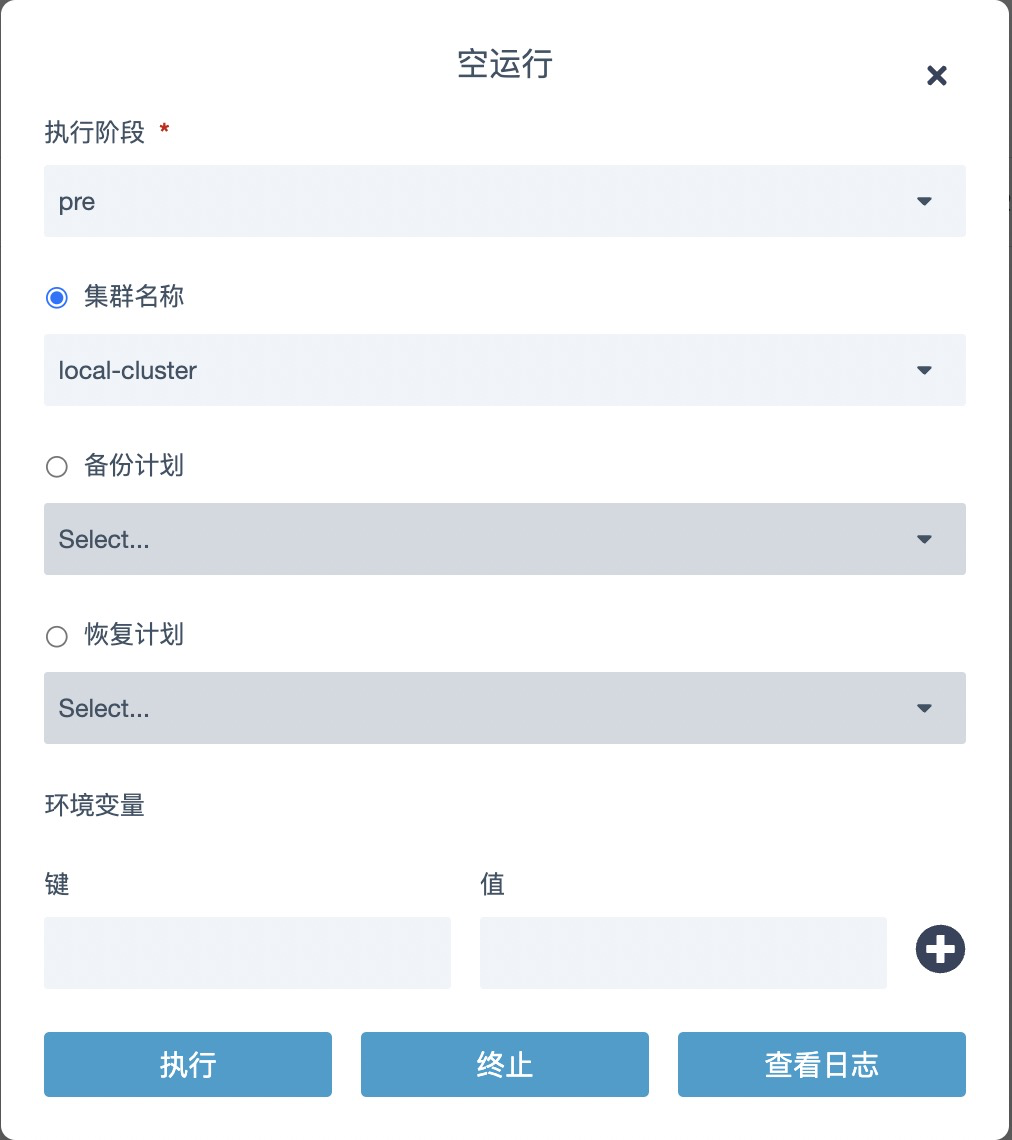 空运行
执行阶段 *
pre
集群名称
local-cluster
备份计划
Select...
恢复计划
Select...
环境变量
键 值
执行 终止 查看日志